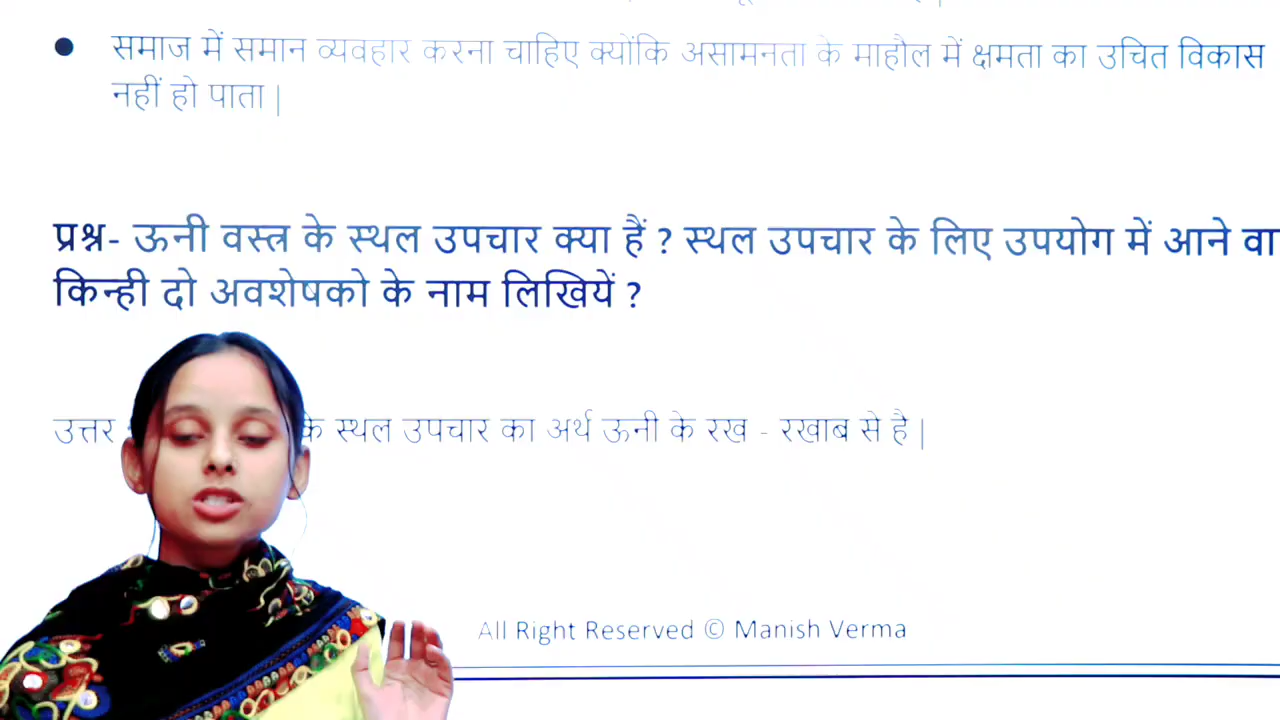 समाज में समान व्यवहार करना चाहिए क्योंकि असामनता के माहौल में क्षमता का उचित विकास
नहीं हो पाता |
प्रश्न- ऊनी वस्त्र के स्थल उपचार क्या हैं ? स्थल उपचार के लिए उपयोग में आने वा
किन्ही दो अवशेषको के नाम लिखियें ?
उत्तर के स्थल उपचार का अर्थ ऊनी के रख - रखाब से है |
All Right Reserved © Manish Verma